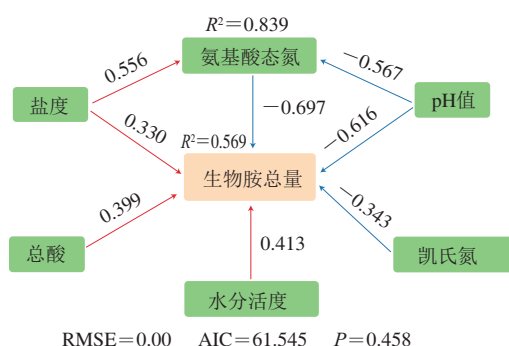 R²=0.839
氨基酸态氮
0.556
−0.567
盐度
pH值
−0.697
0.330
−0.616
R²=0.569
生物胺总量
0.399
−0.343
总酸
0.413
凯氏氮
水分活度
RMSE=0.00 AIC=61.545 P=0.458